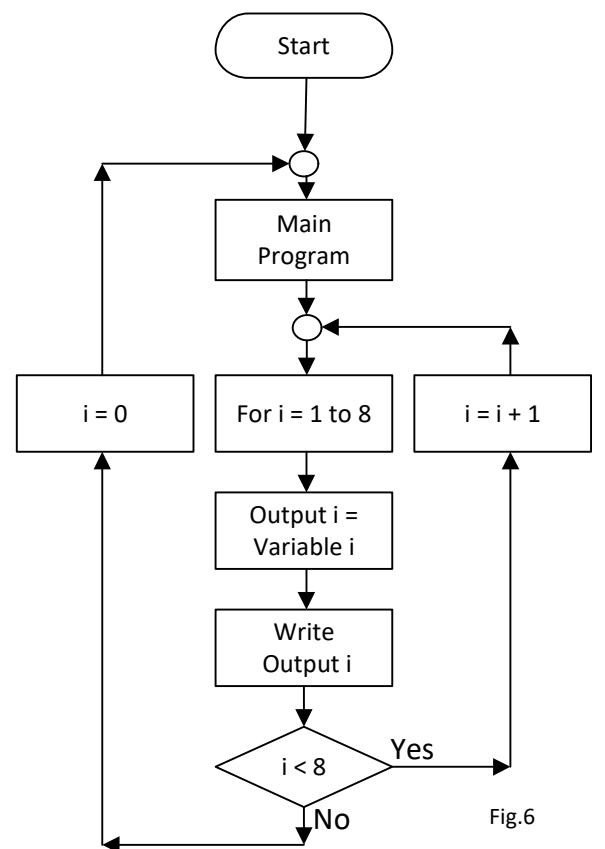 Start
Main
Program
i = 0
For i = 1 to 8
i = i + 1
Output i =
Variable i
Write
Output i
i < 8
Yes
No
Fig.6